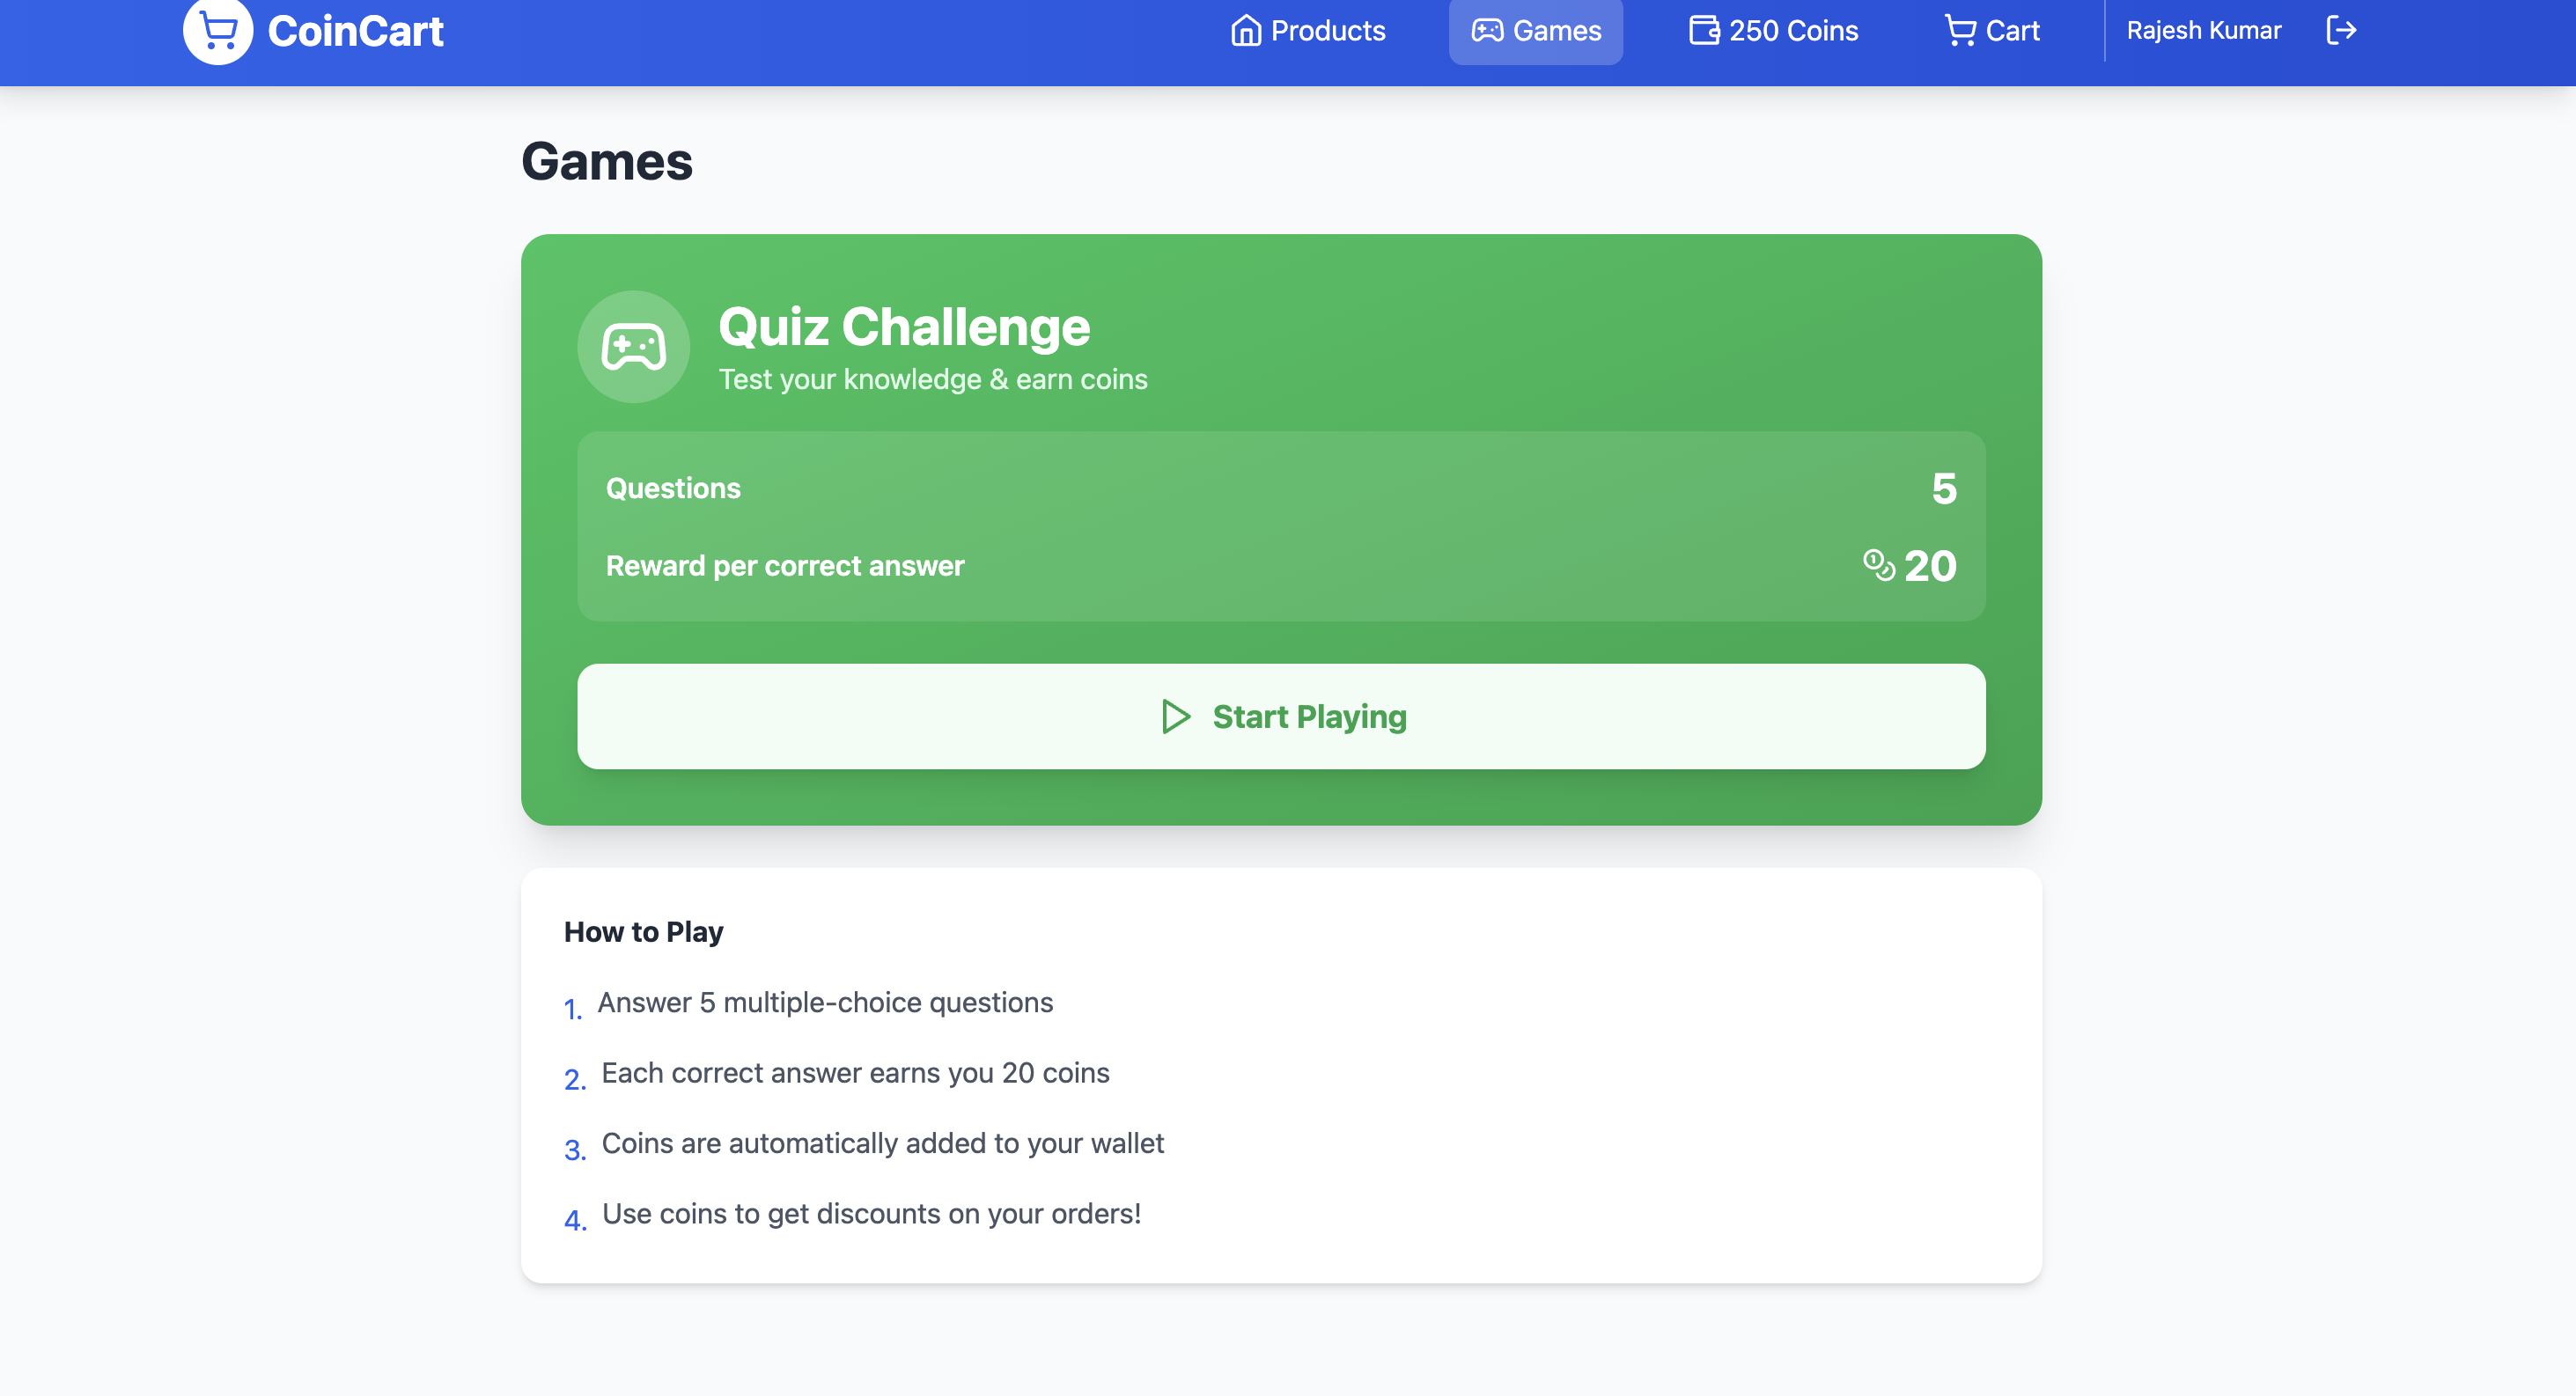 CoinCart
Products
Games
250 Coins
Cart
Rajesh Kumar
Games
Quiz Challenge
Test your knowledge & earn coins
Questions
5
Reward per correct answer
20
Start Playing
How to Play
1. Answer 5 multiple-choice questions
2. Each correct answer earns you 20 coins
3. Coins are automatically added to your wallet
4. Use coins to get discounts on your orders!